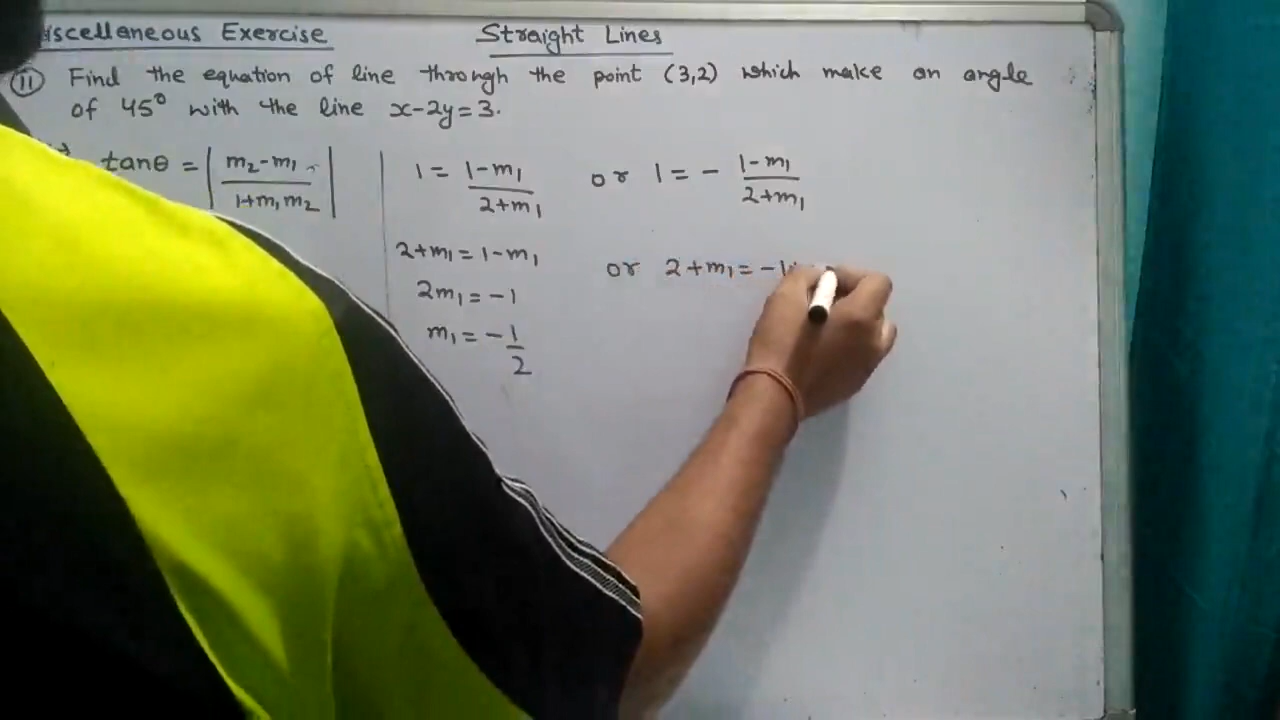 iscellaneous Exercise Straight Lines
11 Find the equation of line through the point (3,2) which make an angle
of 45° with the line x-2y=3.
tanθ = | m₂-m₁ / 1+m₁m₂ |
1 = 1-m₁ / 2+m₁ or 1 = - 1-m₁ / 2+m₁
2+m₁ = 1-m₁ or 2+m₁ = -1
2m₁ = -1
m₁ = -1/2